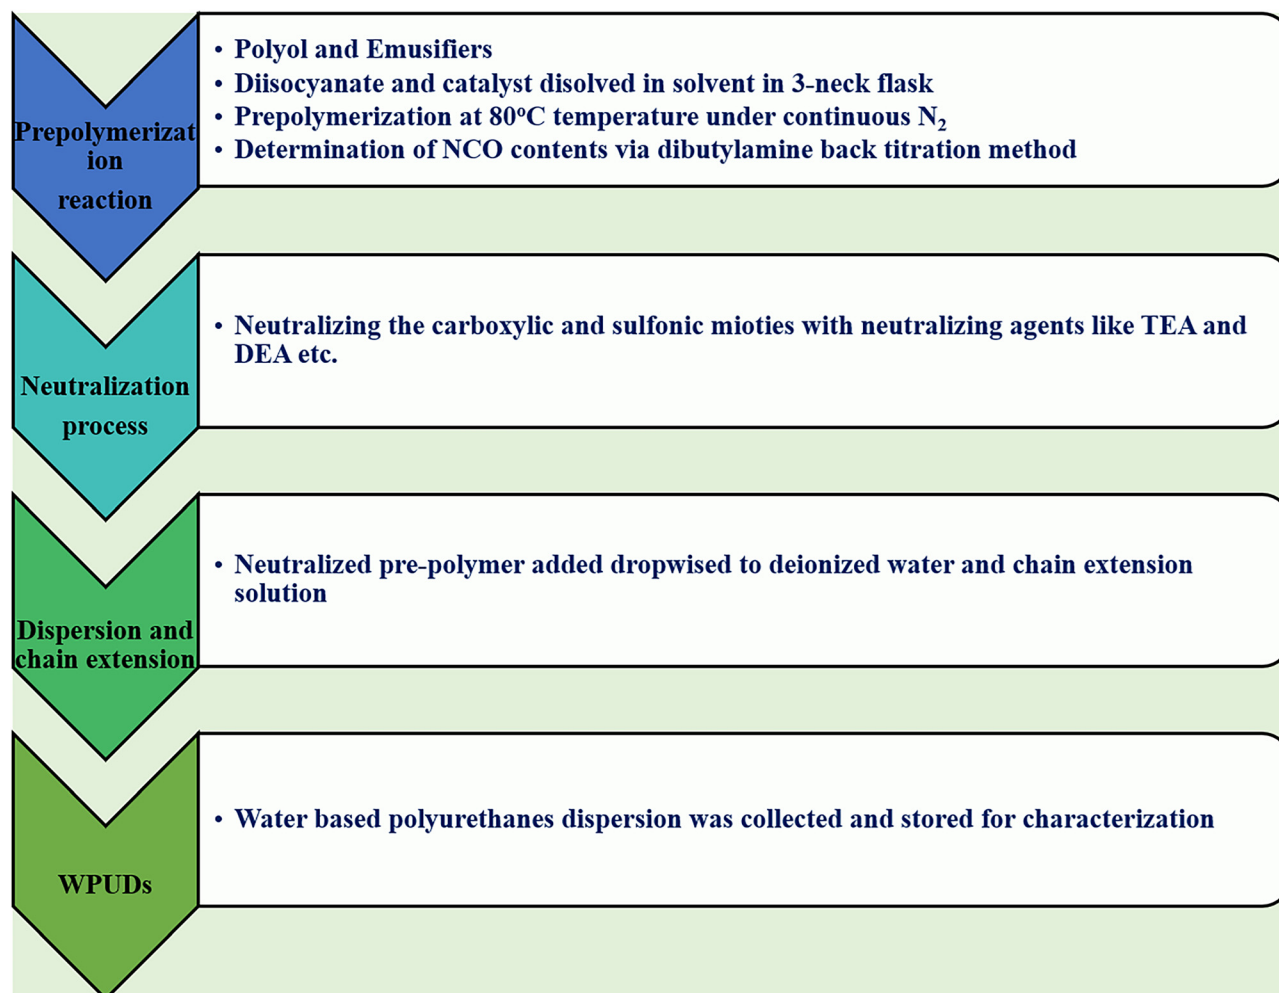 Prepolymerizat
ion
reaction
• Polyol and Emusifiers
• Diisocyanate and catalyst disolved in solvent in 3-neck flask
• Prepolymerization at 80°C temperature under continuous N₂
• Determination of NCO contents via dibutylamine back titration method
Neutralization
process
• Neutralizing the carboxylic and sulfonic mioties with neutralizing agents like TEA and
DEA etc.
Dispersion and
chain extension
• Neutralized pre-polymer added dropwised to deionized water and chain extension
solution
WPUDs
• Water based polyurethanes dispersion was collected and stored for characterization